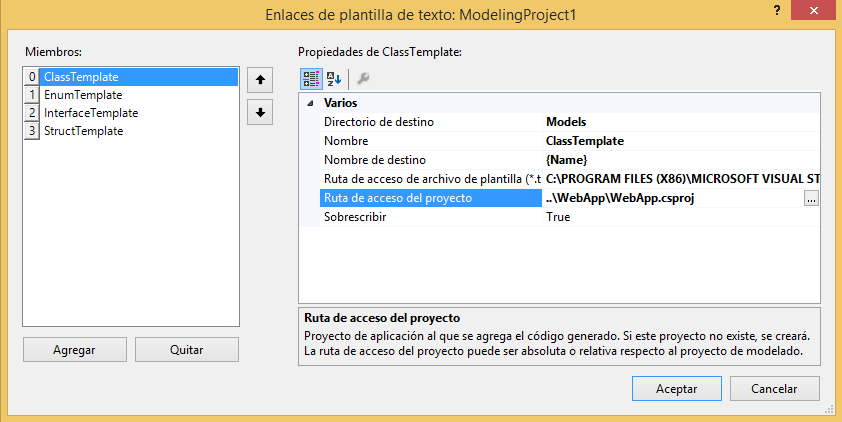 Enlaces de plantilla de texto: ModelingProject1
?
Miembros:
0 ClassTemplate
1 EnumTemplate
2 InterfaceTemplate
3 StructTemplate
Agregar
Quitar
Propiedades de ClassTemplate:
Varios
Directorio de destino Models
Nombre ClassTemplate
Nombre de destino {Name}
Ruta de acceso de archivo de plantilla (*.t C:\PROGRAM FILES (X86)\MICROSOFT VISUAL ST
Ruta de acceso del proyecto ..\WebApp\WebApp.csproj ...
Sobrescribir True
Ruta de acceso del proyecto
Proyecto de aplicación al que se agrega el código generado. Si este proyecto no existe, se creará.
La ruta de acceso del proyecto puede ser absoluta o relativa respecto al proyecto de modelado.
Aceptar
Cancelar